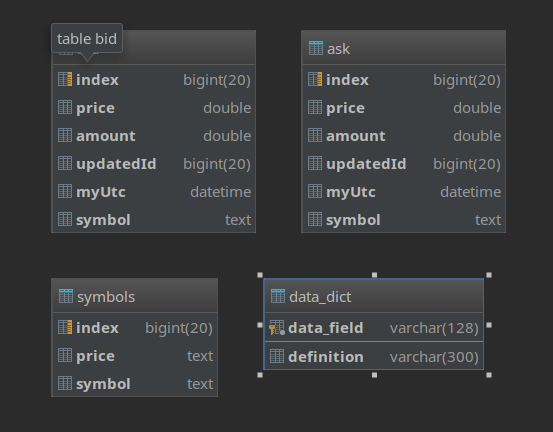 table bid
index bigint(20)
price double
amount double
updatedId bigint(20)
myUtc datetime
symbol text
ask
index bigint(20)
price double
amount double
updatedId bigint(20)
myUtc datetime
symbol text
symbols
index bigint(20)
price text
symbol text
data_dict
data_field varchar(128)
definition varchar(300)